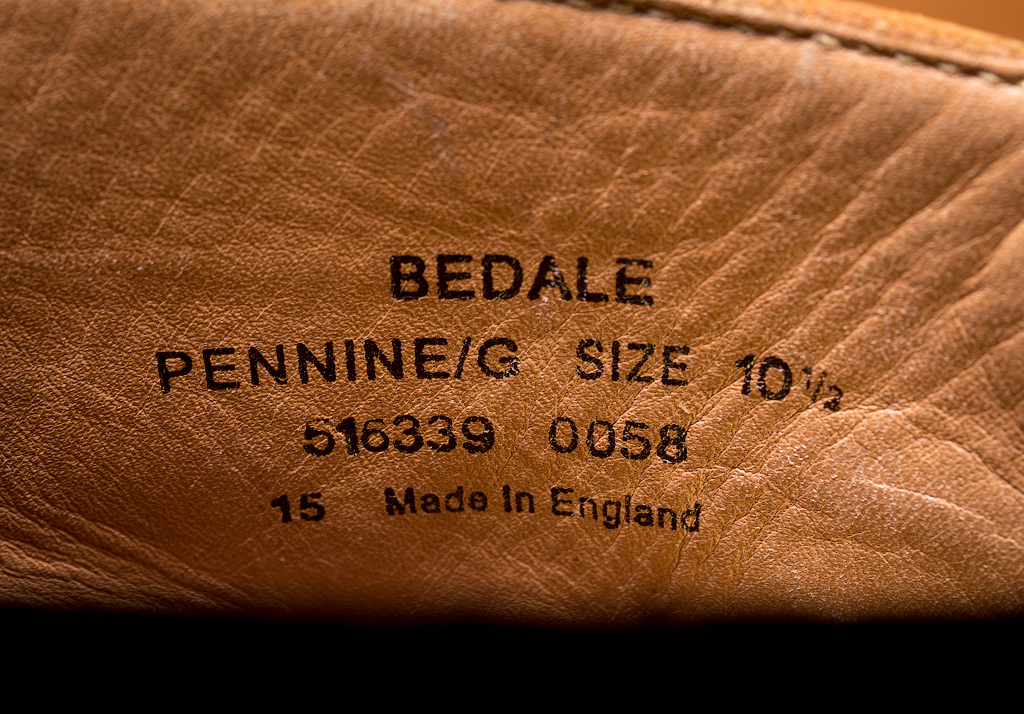 BEDALE
PENNINE/G SIZE 10½
516339 0058
15 Made In England